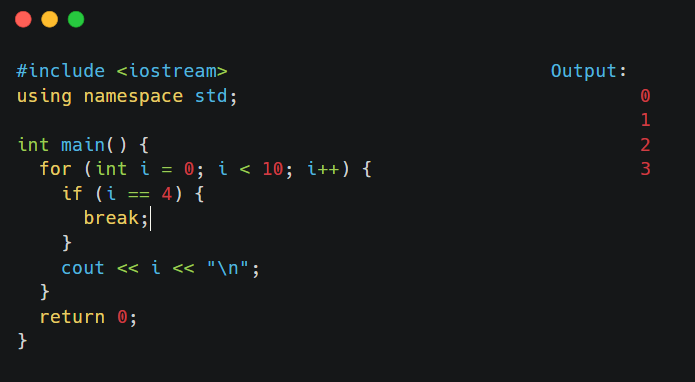 #include <iostream>
using namespace std;

int main() {
  for (int i = 0; i < 10; i++) {
    if (i == 4) {
      break;
    }
    cout << i << "\n";
  }
  return 0;
}
Output:
0
1
2
3